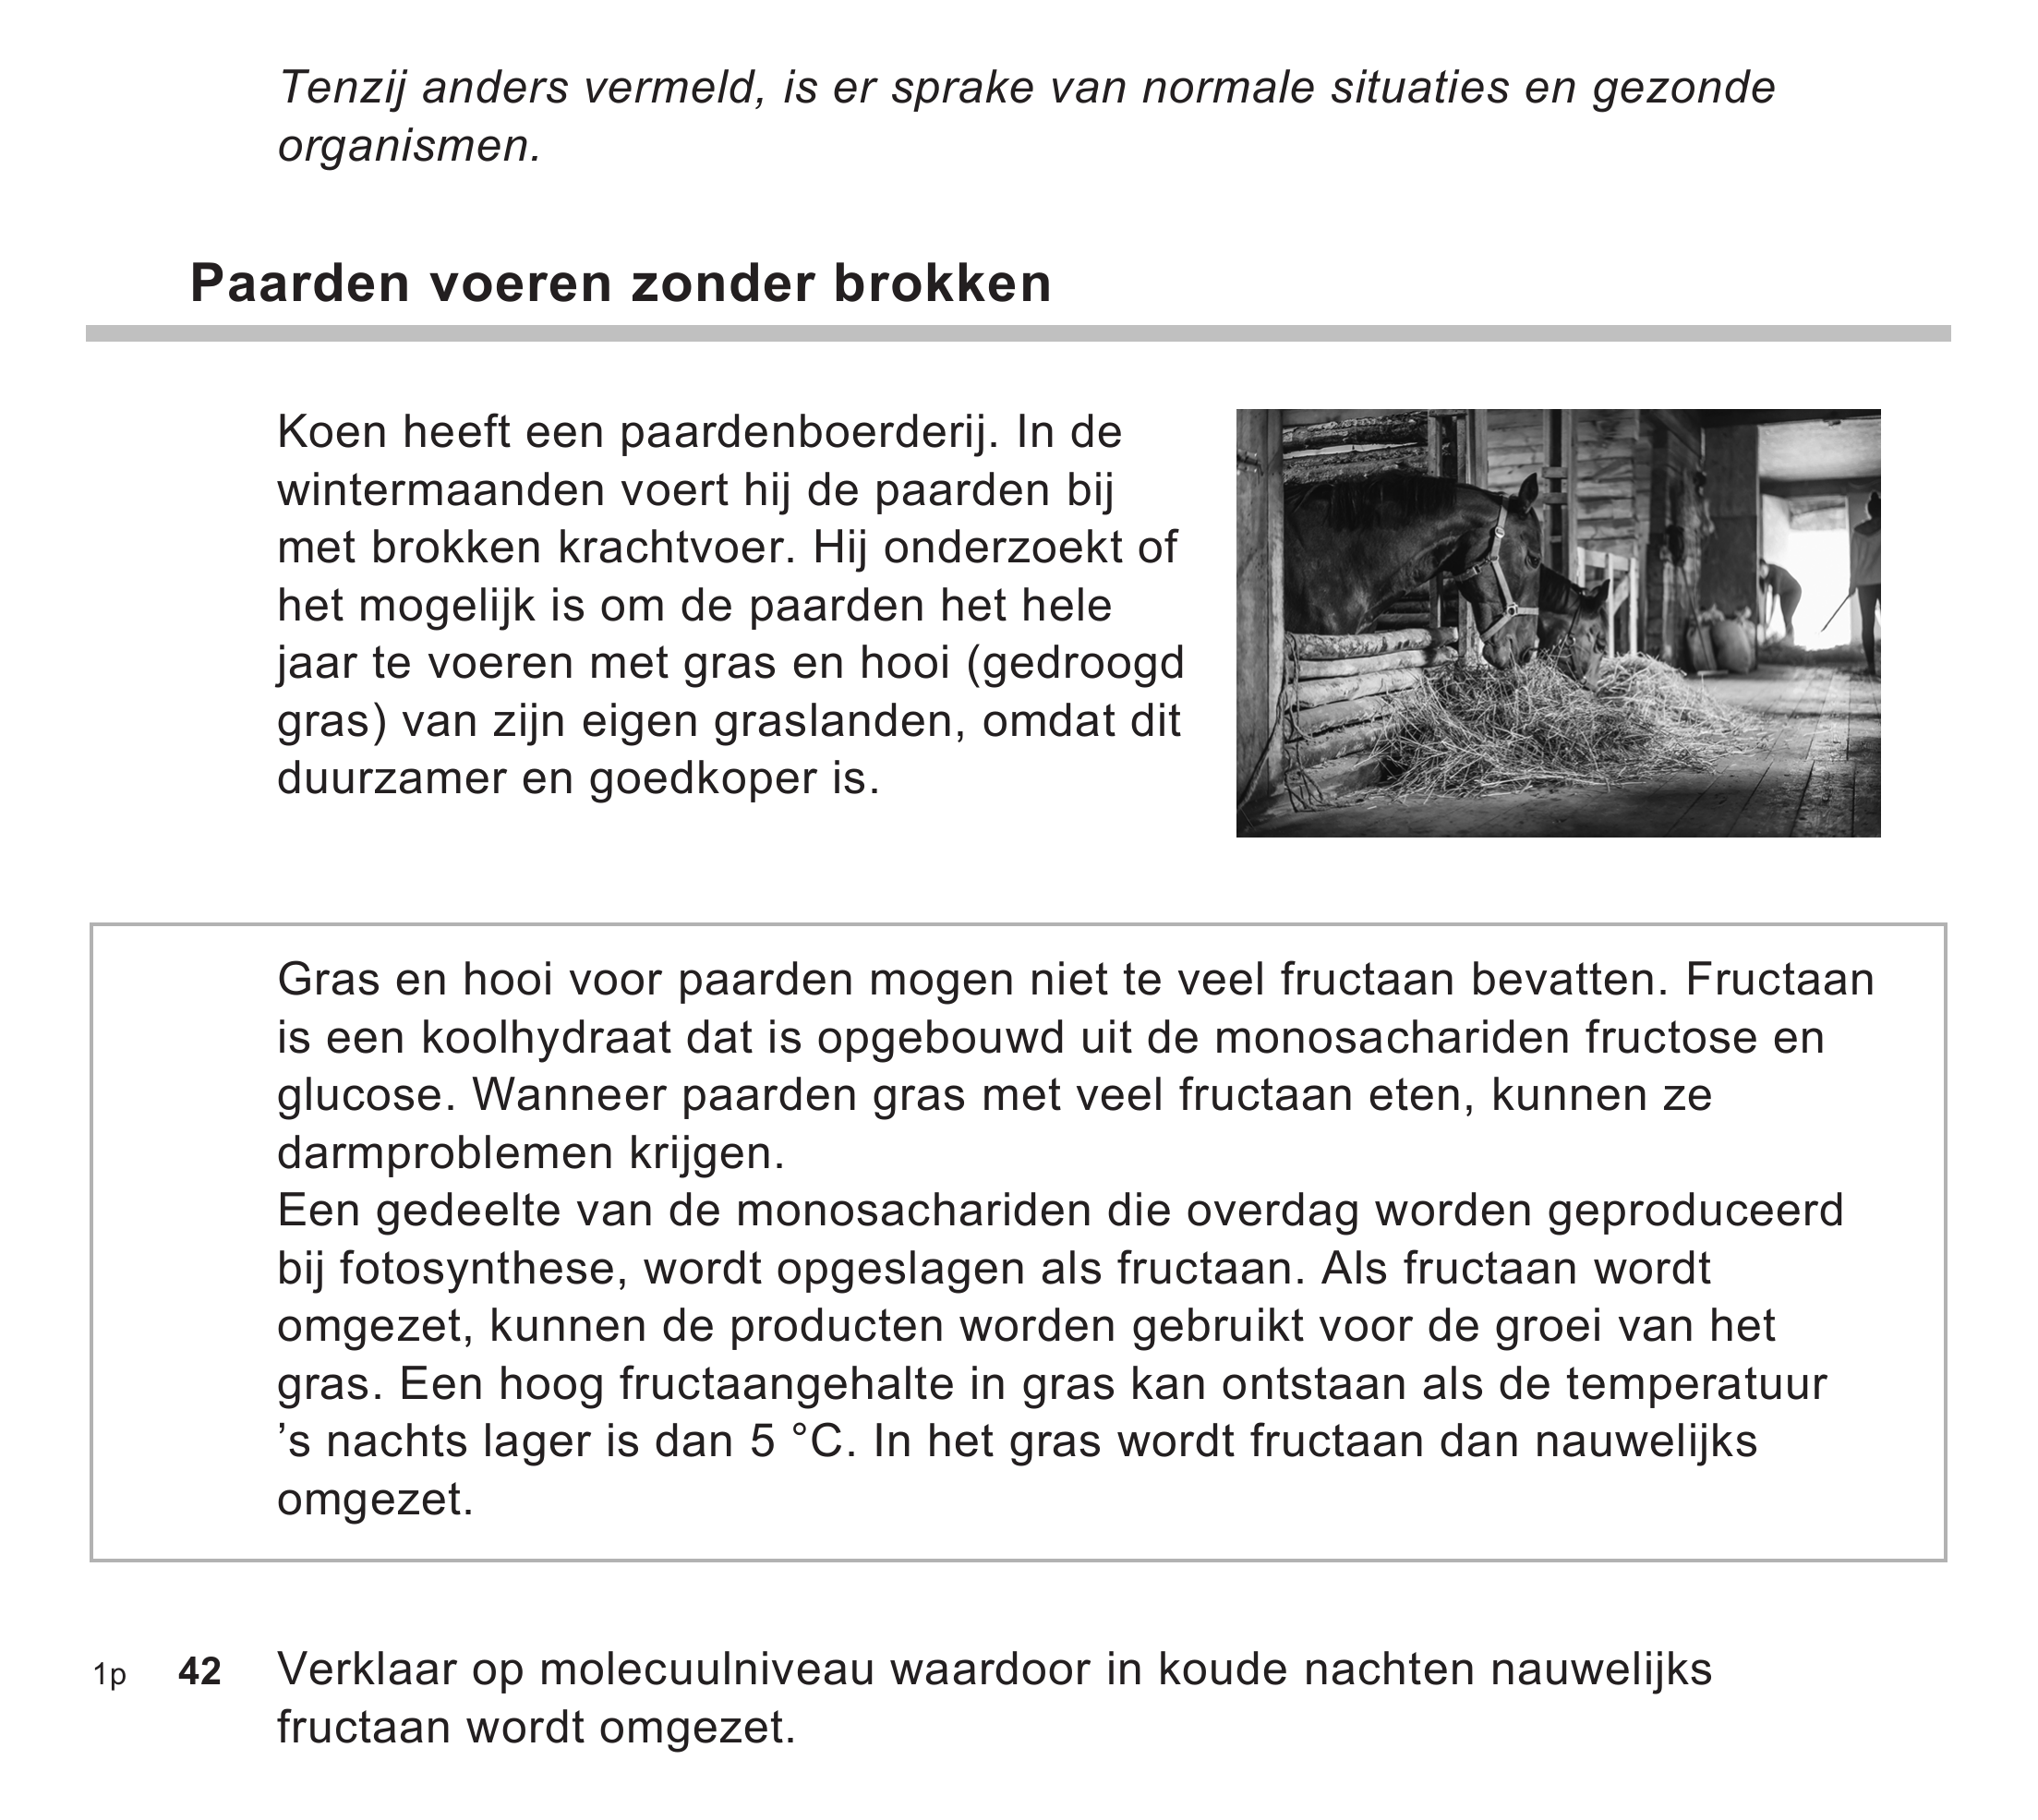 Tenzij anders vermeld, is er sprake van normale situaties en gezonde
organismen.
Paarden voeren zonder brokken
Koen heeft een paardenboerderij. In de
wintermaanden voert hij de paarden bij
met brokken krachtvoer. Hij onderzoekt of
het mogelijk is om de paarden het hele
jaar te voeren met gras en hooi (gedroogd
gras) van zijn eigen graslanden, omdat dit
duurzamer en goedkoper is.
Gras en hooi voor paarden mogen niet te veel fructaan bevatten. Fructaan
is een koolhydraat dat is opgebouwd uit de monosachariden fructose en
glucose. Wanneer paarden gras met veel fructaan eten, kunnen ze
darmproblemen krijgen.
Een gedeelte van de monosachariden die overdag worden geproduceerd
bij fotosynthese, wordt opgeslagen als fructaan. Als fructaan wordt
omgezet, kunnen de producten worden gebruikt voor de groei van het
gras. Een hoog fructaangehalte in gras kan ontstaan als de temperatuur
’s nachts lager is dan 5 °C. In het gras wordt fructaan dan nauwelijks
omgezet.
1p 42 Verklaar op molecuulniveau waardoor in koude nachten nauwelijks
fructaan wordt omgezet.